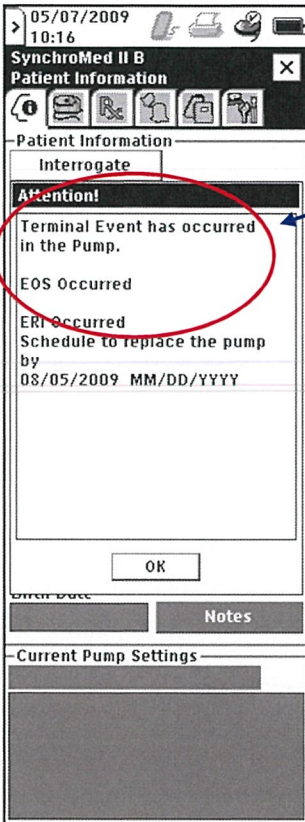 05/07/2009
10:16
SynchroMed II B
Patient Information
Patient Information
Interrogate
Attention!
Terminal Event has occurred
in the Pump.
EOS Occurred
ERI Occurred
Schedule to replace the pump
by
08/05/2009 MM/DD/YYYY
OK
Birth Date
Notes
Current Pump Settings